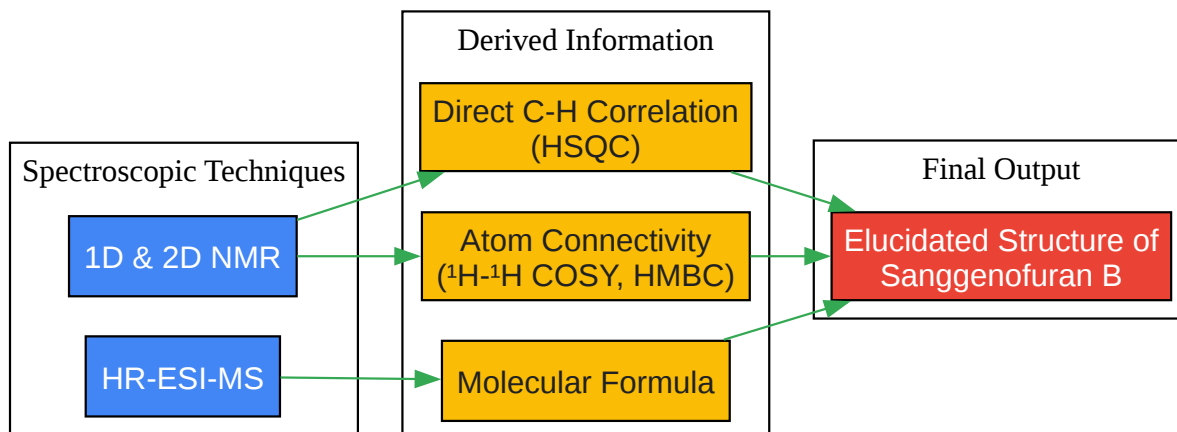 Spectroscopic Techniques
1D & 2D NMR
HR-ESI-MS
Derived Information
Direct C-H Correlation
(HSQC)
Atom Connectivity
(¹H-¹H COSY, HMBC)
Molecular Formula
Final Output
Elucidated Structure of
Sanggenofuran B